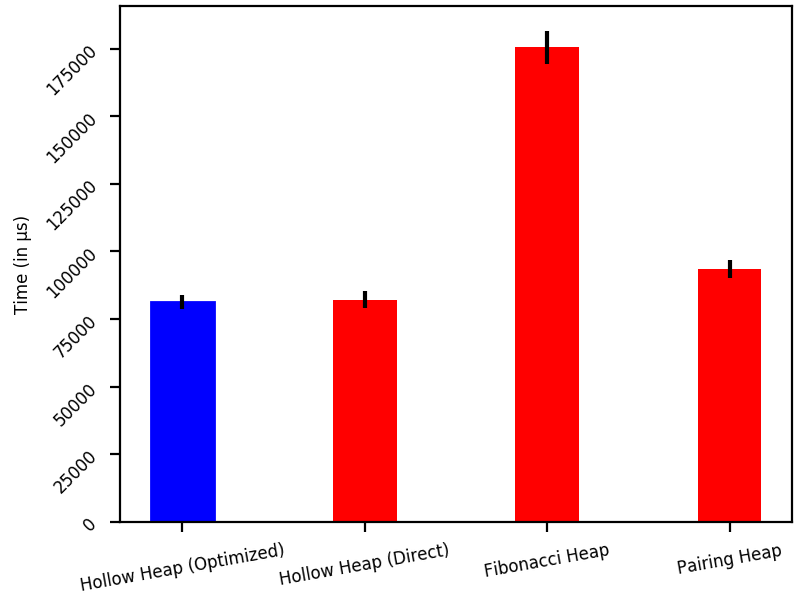 175000
150000
125000
100000
75000
50000
25000
0
Time (in µs)
Hollow Heap (Optimized)
Hollow Heap (Direct)
Fibonacci Heap
Pairing Heap